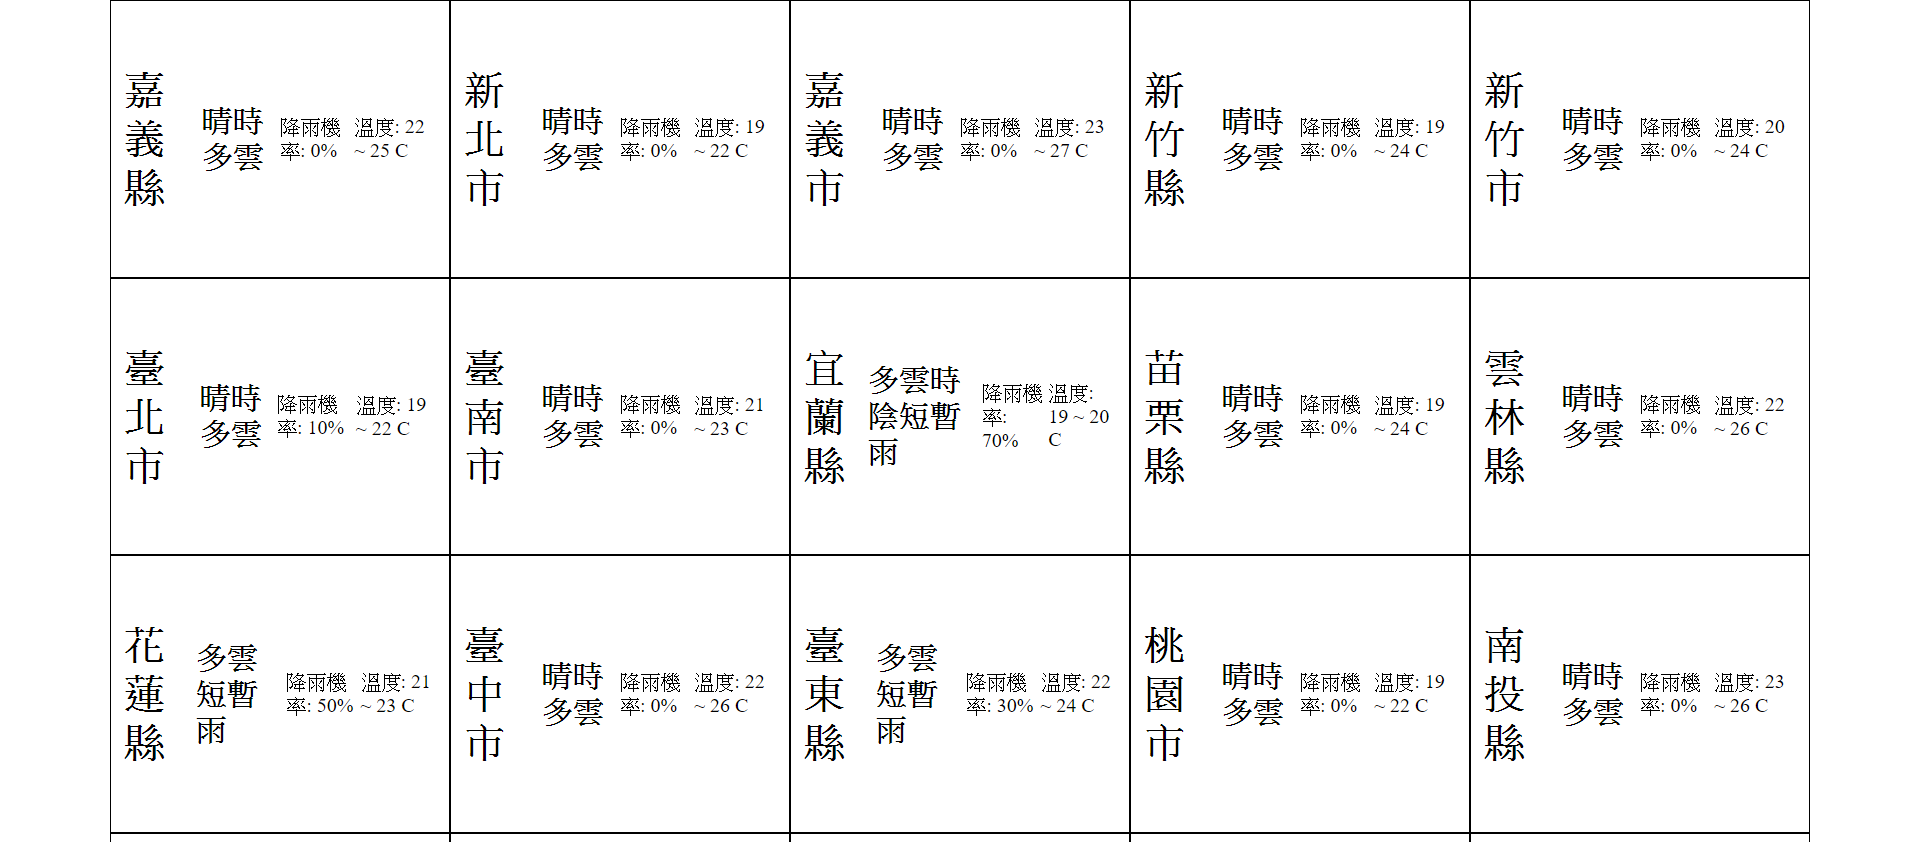 嘉義縣
晴時
多雲
降雨機
率: 0%
溫度: 22
~ 25 C
新北市
晴時
多雲
降雨機
率: 0%
溫度: 19
~ 22 C
嘉義市
晴時
多雲
降雨機
率: 0%
溫度: 23
~ 27 C
新竹縣
晴時
多雲
降雨機
率: 0%
溫度: 19
~ 24 C
新竹市
晴時
多雲
降雨機
率: 0%
溫度: 20
~ 24 C
臺北市
晴時
多雲
降雨機
率: 10%
溫度: 19
~ 22 C
臺南市
晴時
多雲
降雨機
率: 0%
溫度: 21
~ 23 C
宜蘭縣
多雲時
陰短暫
雨
降雨機
率:
70%
溫度:
19 ~ 20
C
苗栗縣
晴時
多雲
降雨機
率: 0%
溫度: 19
~ 24 C
雲林縣
晴時
多雲
降雨機
率: 0%
溫度: 22
~ 26 C
花蓮縣
多雲
短暫
雨
降雨機
率: 50%
溫度: 21
~ 23 C
臺中市
晴時
多雲
降雨機
率: 0%
溫度: 22
~ 26 C
臺東縣
多雲
短暫
雨
降雨機
率: 30%
溫度: 22
~ 24 C
桃園市
晴時
多雲
降雨機
率: 0%
溫度: 19
~ 22 C
南投縣
晴時
多雲
降雨機
率: 0%
溫度: 23
~ 26 C